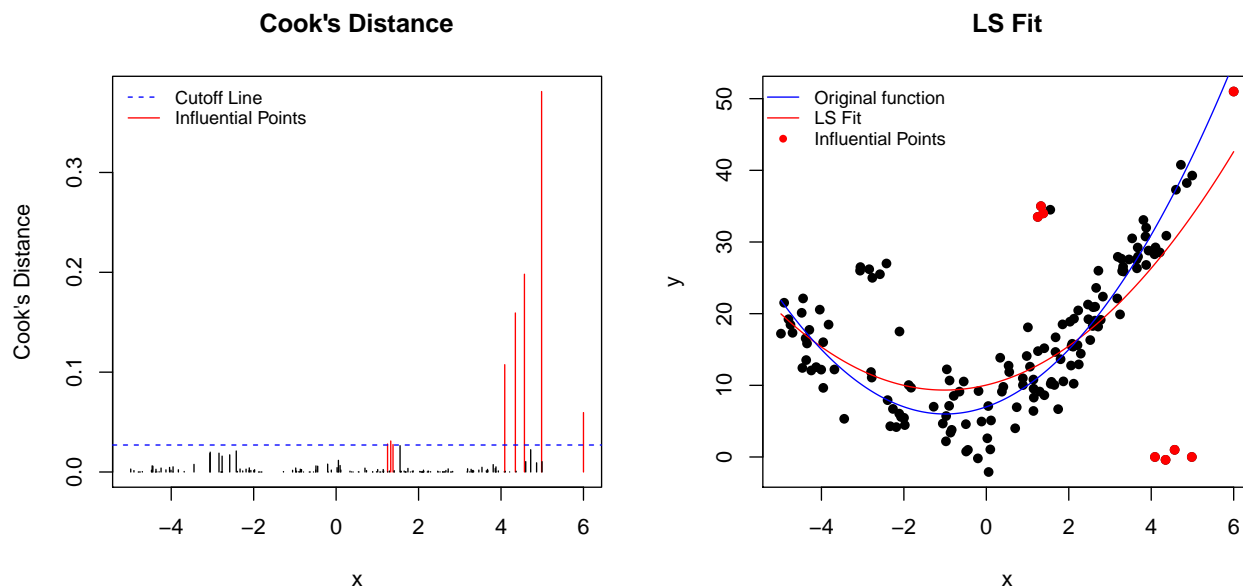 Cook's Distance
Cutoff Line
Influential Points
Cook's Distance
0.3
0.2
0.1
0.0
−4 −2 0 2 4 6
x
LS Fit
Original function
LS Fit
Influential Points
y
50
40
30
20
10
0
−4 −2 0 2 4 6
x